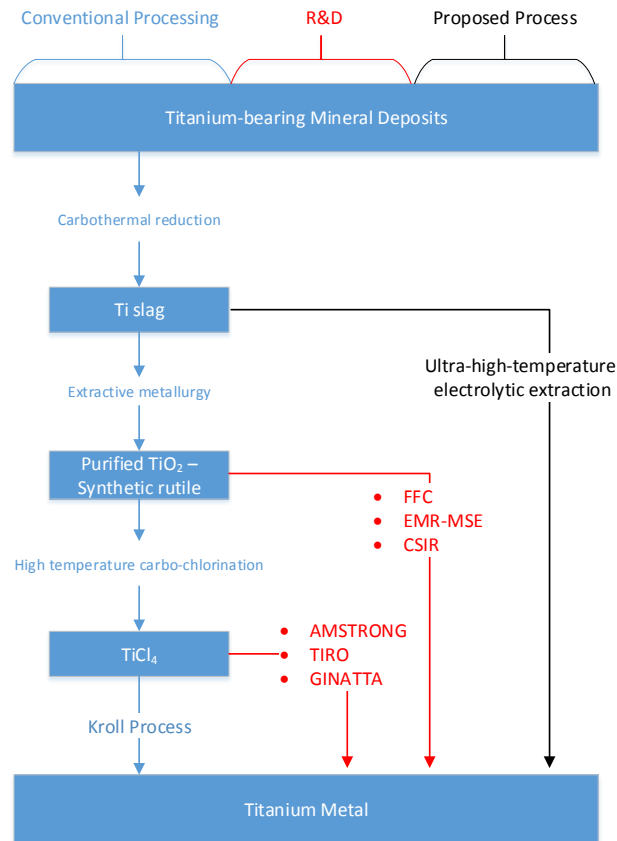 Conventional Processing
R&D
Proposed Process
Titanium-bearing Mineral Deposits
Carbothermal reduction
Ti slag
Ultra-high-temperature
electrolytic extraction
Extractive metallurgy
Purified TiO₂ –
Synthetic rutile
• FFC
• EMR-MSE
• CSIR
High temperature carbo-chlorination
• AMSTRONG
• TIRO
• GINATTA
TiCl₄
Kroll Process
Titanium Metal